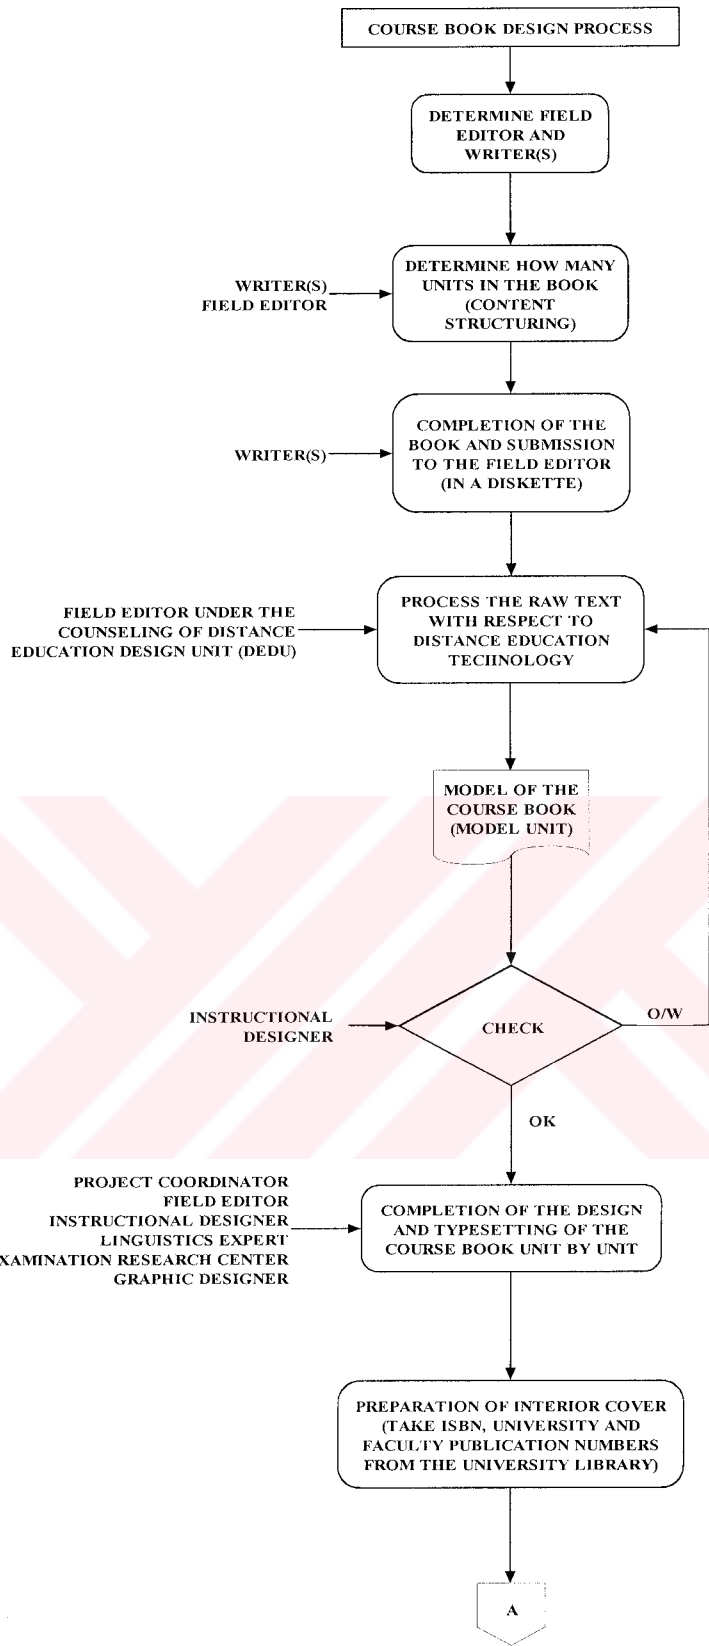 COURSE BOOK DESIGN PROCESS
DETERMINE FIELD
EDITOR AND
WRITER(S)
WRITER(S)
FIELD EDITOR
DETERMINE HOW MANY
UNITS IN THE BOOK
(CONTENT
STRUCTURING)
WRITER(S)
COMPLETION OF THE
BOOK AND SUBMISSION
TO THE FIELD EDITOR
(IN A DISKETTE)
FIELD EDITOR UNDER THE
COUNSELING OF DISTANCE
EDUCATION DESIGN UNIT (DEDU)
PROCESS THE RAW TEXT
WITH RESPECT TO
DISTANCE EDUCATION
TECHNOLOGY
MODEL OF THE
COURSE BOOK
(MODEL UNIT)
INSTRUCTIONAL
DESIGNER
CHECK
O/W
OK
PROJECT COORDINATOR
FIELD EDITOR
INSTRUCTIONAL DESIGNER
LINGUISTICS EXPERT
XAMINATION RESEARCH CENTER
GRAPHIC DESIGNER
COMPLETION OF THE DESIGN
AND TYPESETTING OF THE
COURSE BOOK UNIT BY UNIT
PREPARATION OF INTERIOR COVER
(TAKE ISBN, UNIVERSITY AND
FACULTY PUBLICATION NUMBERS
FROM THE UNIVERSITY LIBRARY)
A